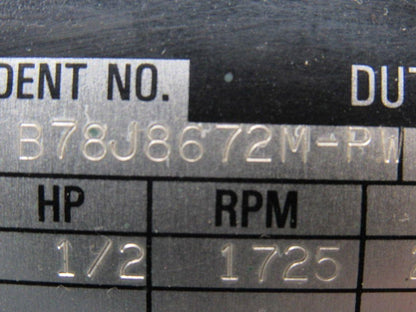 DENT NO. DUT
B78J8672M-PW
HP RPM
1/2 1725